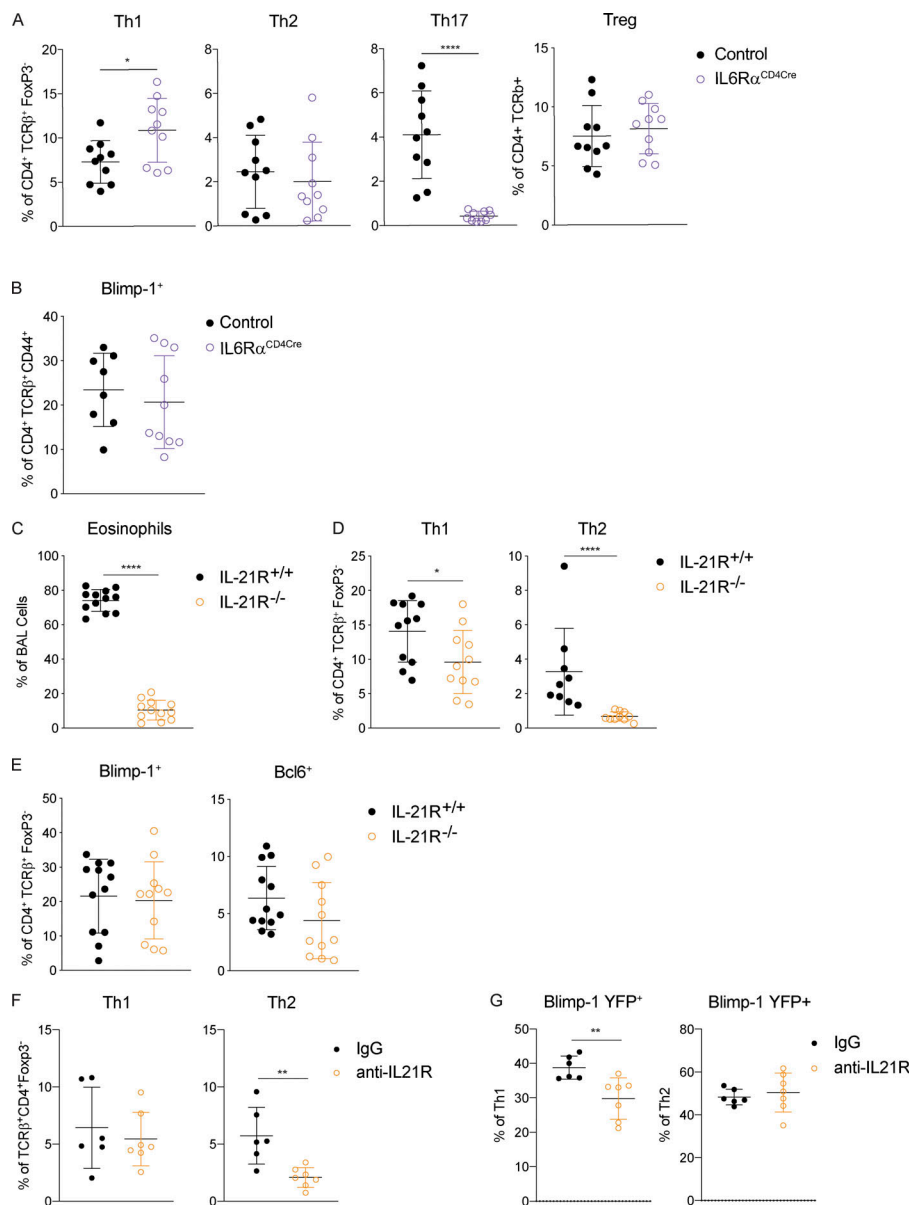 A
Th1
Th2
Th17
Treg
% of CD4⁺ TCRβ⁺ FoxP3⁻
20
15
10
5
0
*
8
6
4
2
0
8
6
4
2
0
****
% of CD4+ TCRb+
15
10
5
0
Control
IL6Rα^CD4Cre
B
Blimp-1⁺
% of CD4⁺ TCRβ⁺ CD44⁺
40
30
20
10
0
Control
IL6Rα^CD4Cre
C
Eosinophils
% of BAL Cells
100
80
60
40
20
0
****
IL-21R+/+
IL-21R-/-
D
Th1
Th2
% of CD4⁺ TCRβ⁺ FoxP3⁻
25
20
15
10
5
0
*
10
8
6
4
2
0
****
IL-21R+/+
IL-21R-/-
E
Blimp-1⁺
Bcl6⁺
% of CD4⁺ TCRβ⁺ FoxP3⁻
50
40
30
20
10
0
15
10
5
0
IL-21R+/+
IL-21R-/-
F
Th1
Th2
% of TCRβ⁺CD4⁺Foxp3⁻
15
10
5
0
15
10
5
0
**
IgG
anti-IL21R
G
Blimp-1 YFP⁺
Blimp-1 YFP+
% of Th1
50
40
30
20
10
0
**
% of Th2
80
60
40
20
0
IgG
anti-IL21R